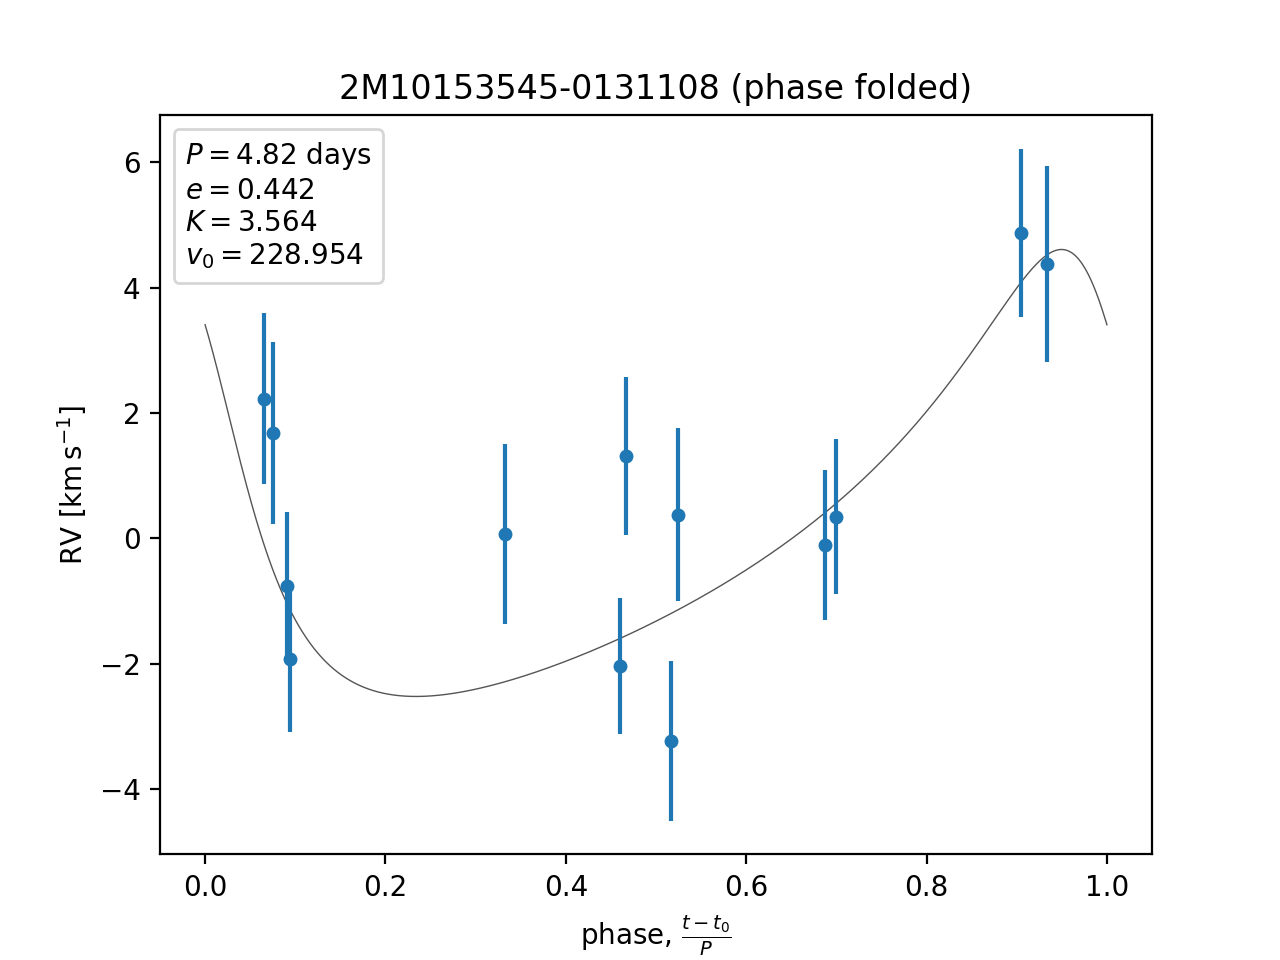 2M10153545-0131108 (phase folded)
P = 4.82 days
e = 0.442
K = 3.564
v₀ = 228.954
6
4
2
0
−2
−4
RV [km s⁻¹]
0.0 0.2 0.4 0.6 0.8 1.0
phase, (t − t₀)/P